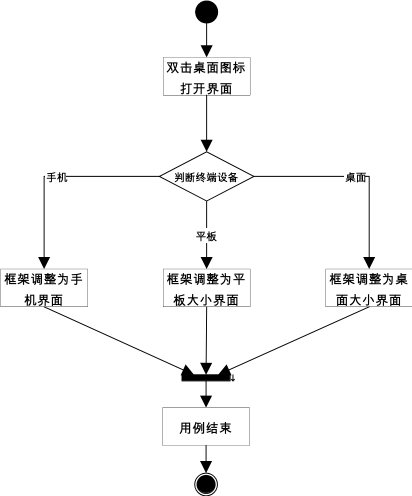 双击桌面图标
打开界面
判断终端设备
手机
桌面
平板
框架调整为手
机界面
框架调整为平
板大小界面
框架调整为桌
面大小界面
用例结束